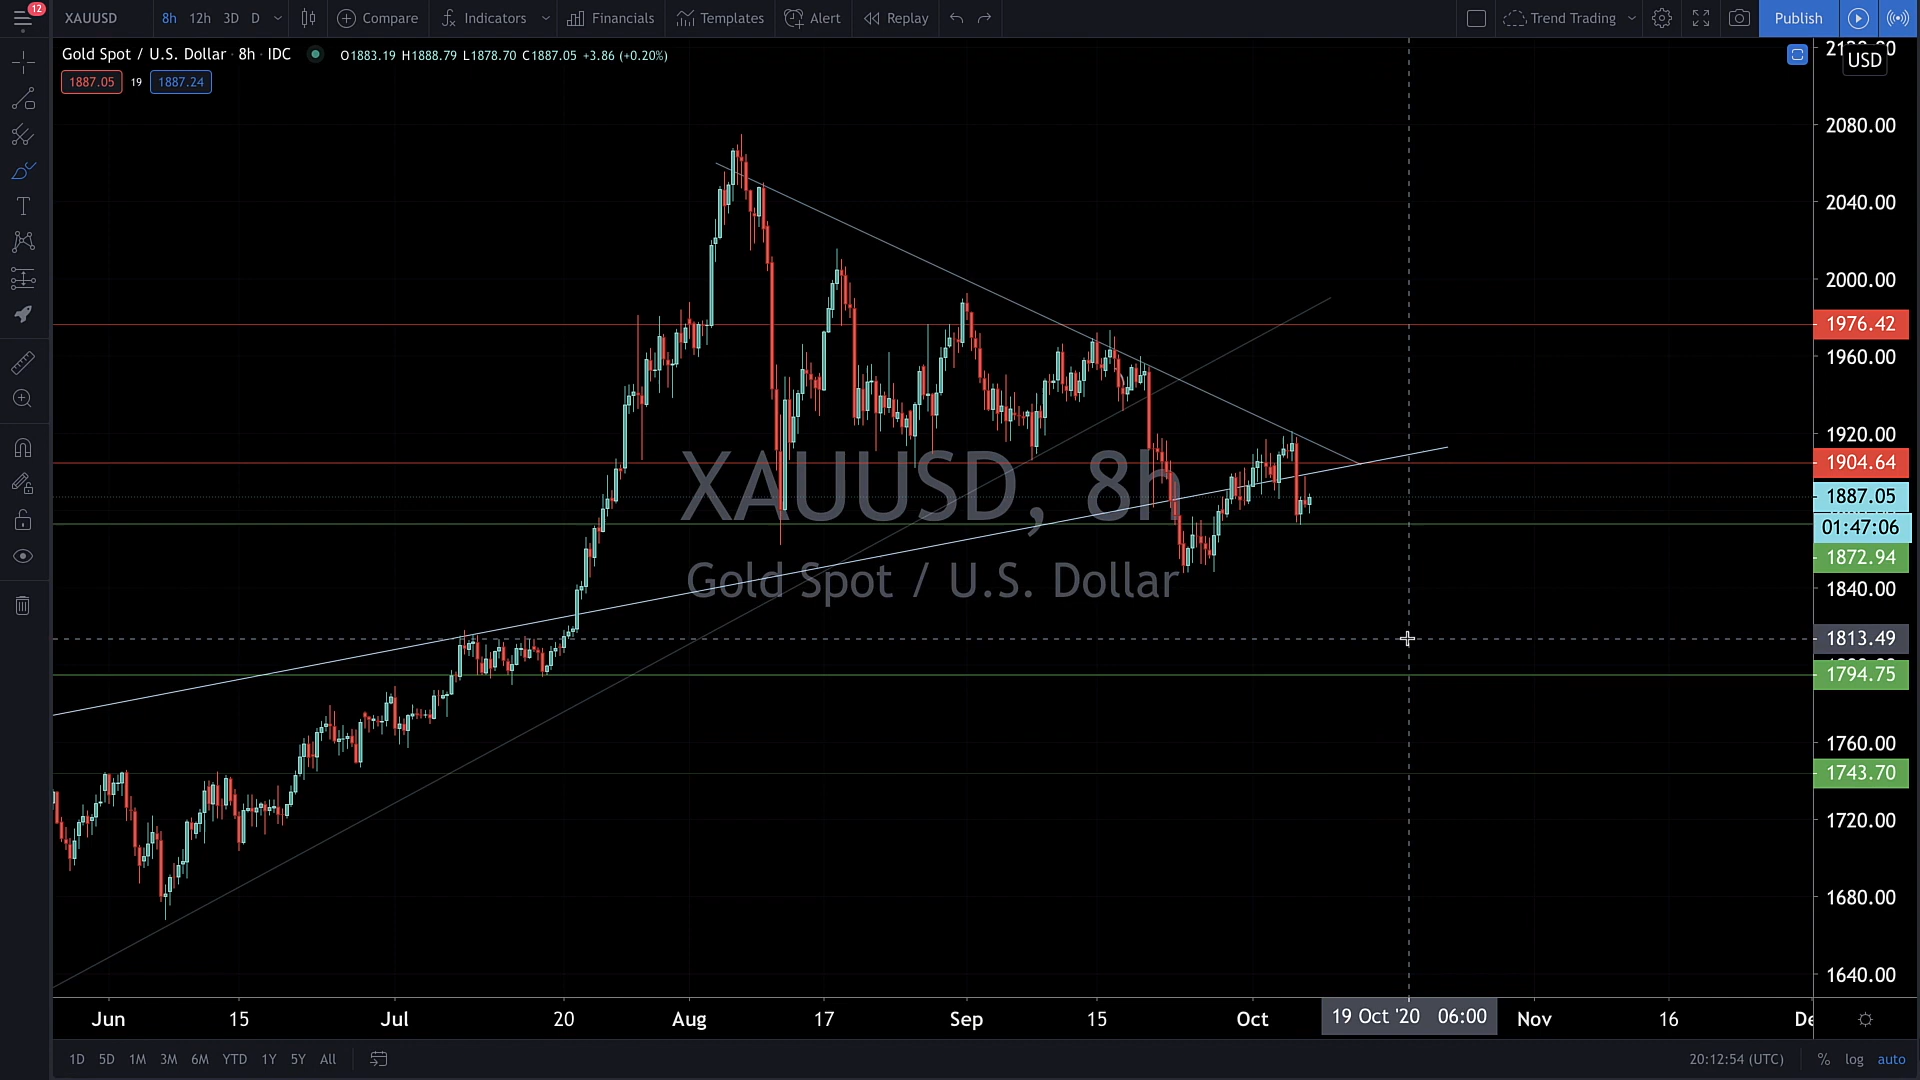 12 XAUUSD 8h 12h 3D D Compare Indicators Financials Templates Alert Replay Trend Trading Publish
Gold Spot / U.S. Dollar · 8h · IDC O1883.19 H1888.79 L1878.70 C1887.05 +3.86 (+0.20%)
1887.05 19 1887.24
USD
2080.00
2040.00
2000.00
1976.42
1960.00
1920.00
1904.64
1887.05
01:47:06
1872.94
1840.00
1813.49
1794.75
1760.00
1743.70
1720.00
1680.00
1640.00
XAUUSD, 8h
Gold Spot / U.S. Dollar
Jun 15 Jul 20 Aug 17 Sep 15 Oct 19 Oct '20 06:00 Nov 16
1D 5D 1M 3M 6M YTD 1Y 5Y All 20:12:54 (UTC) % log auto